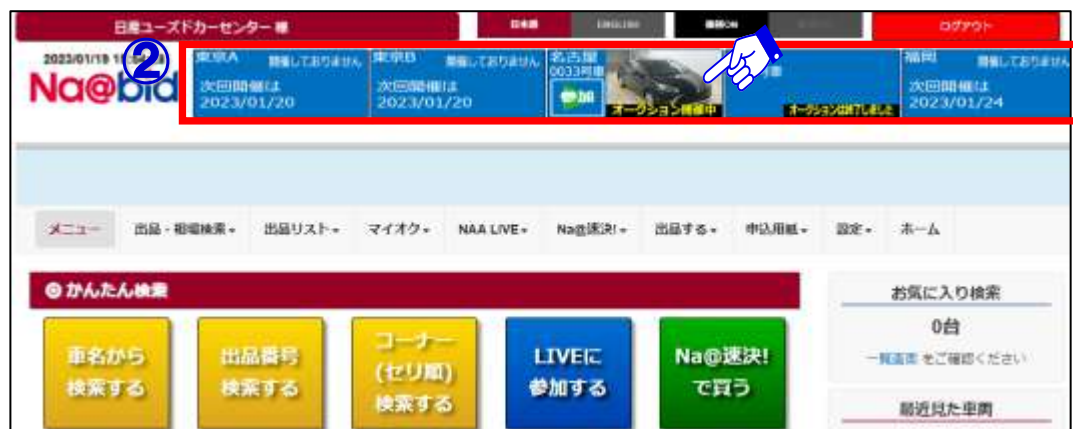 日産ユーズドカーセンター 様
日本語
ENGLISH
ログアウト
2023/01/19
②
Na@bid
東京A 開催しておりません
次回開催は
2023/01/20
東京B 開催しておりません
次回開催は
2023/01/20
名古屋
0033
参加
オークション開催中
オークションは終了しました
福岡 開催しておりません
次回開催は
2023/01/24
メニュー
出品・相場検索
出品リスト
マイオク
NAA LIVE
Na@速決!
出品する
申込用紙
設定
ホーム
かんたん検索
車名から
検索する
出品番号
検索する
コーナー
(セリ順)
検索する
LIVEに
参加する
Na@速決!
で買う
お気に入り検索
0台
一覧画面 をご確認ください
最近見た車両